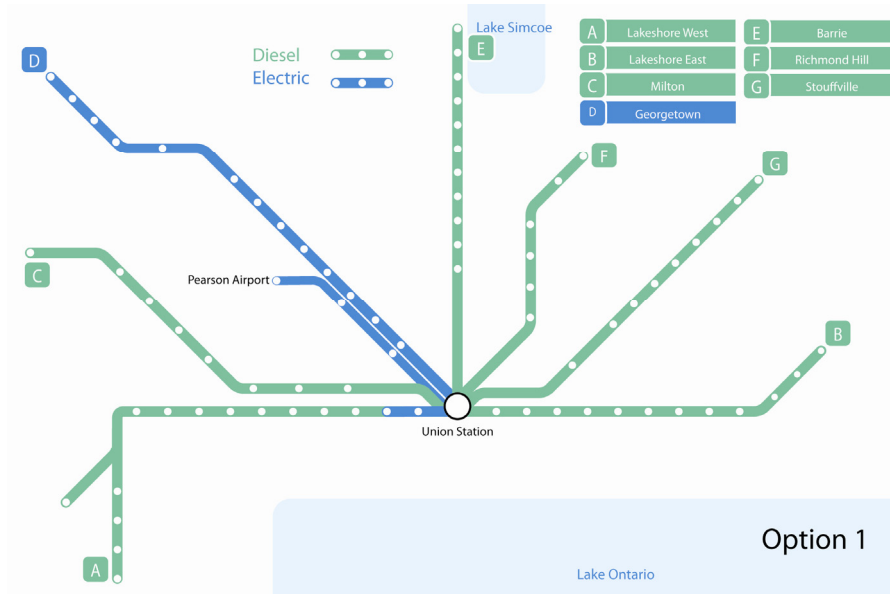 Lake Simcoe
A Lakeshore West
E Barrie
B Lakeshore East
F Richmond Hill
C Milton
G Stouffville
D Georgetown
E
Diesel
Electric
D
F
G
C
Pearson Airport
B
Union Station
A
Option 1
Lake Ontario